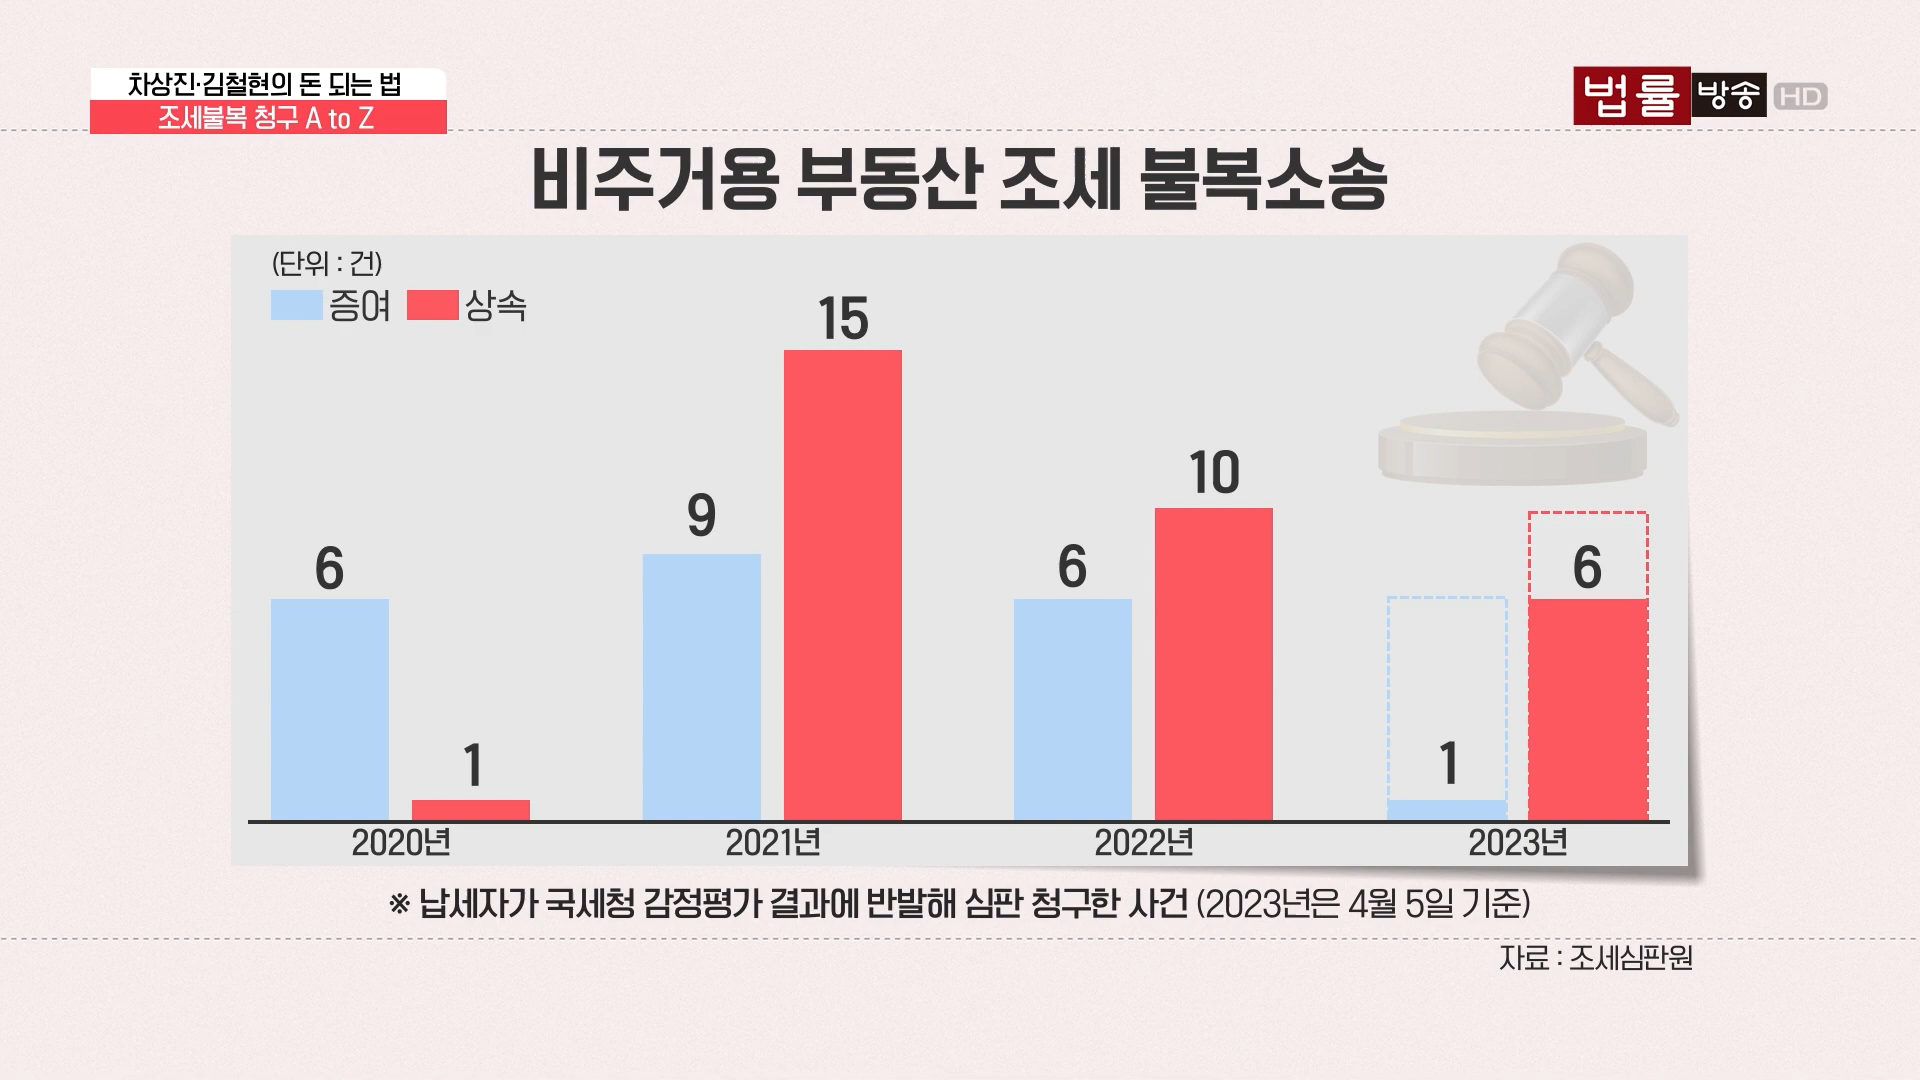 차상진·김철현의 돈 되는 법
조세불복 청구 A to Z
법률방송 HD
비주거용 부동산 조세 불복소송
(단위 : 건)
증여 상속
6
1
9
15
6
10
1
6
2020년 2021년 2022년 2023년
※ 납세자가 국세청 감정평가 결과에 반발해 심판 청구한 사건 (2023년은 4월 5일 기준)
자료 : 조세심판원